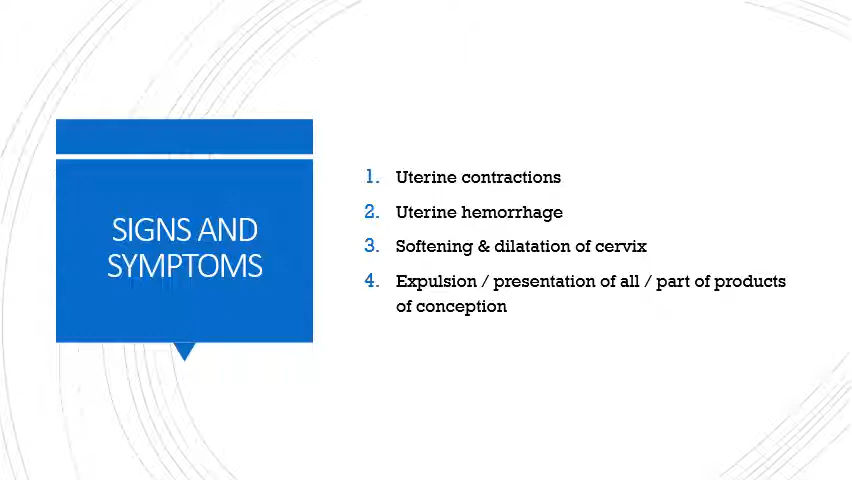 SIGNS AND
SYMPTOMS
1. Uterine contractions
2. Uterine hemorrhage
3. Softening & dilatation of cervix
4. Expulsion / presentation of all / part of products
of conception